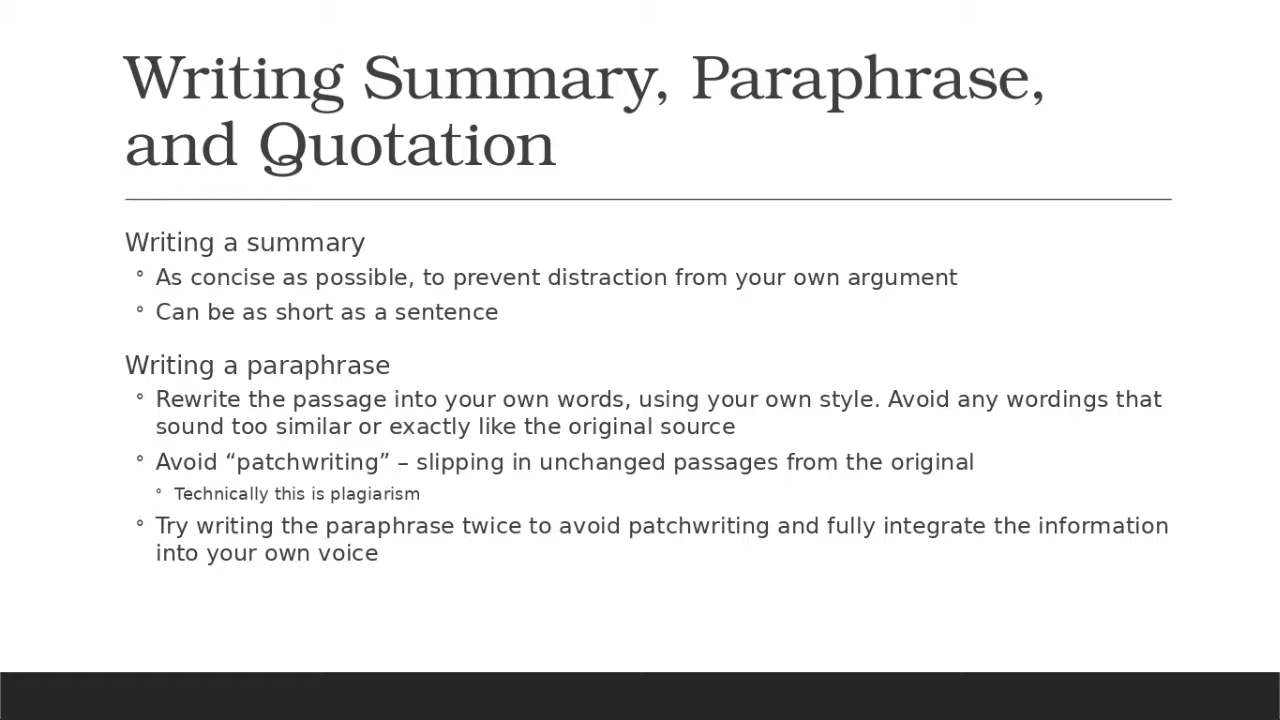 Writing Summary, Paraphrase,
and Quotation
Writing a summary
° As concise as possible, to prevent distraction from your own argument
° Can be as short as a sentence
Writing a paraphrase
° Rewrite the passage into your own words, using your own style. Avoid any wordings that
sound too similar or exactly like the original source
° Avoid “patchwriting” – slipping in unchanged passages from the original
° Technically this is plagiarism
° Try writing the paraphrase twice to avoid patchwriting and fully integrate the information
into your own voice